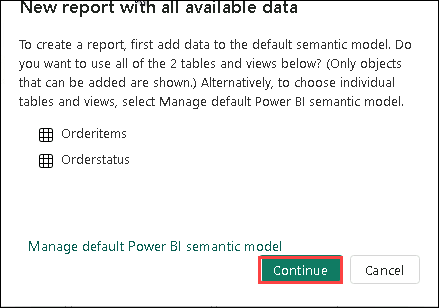 New report with all available data
To create a report, first add data to the default semantic model. Do
you want to use all of the 2 tables and views below? (Only objects
that can be added are shown.) Alternatively, to choose individual
tables and views, select Manage default Power BI semantic model.
Orderitems
Orderstatus
Manage default Power BI semantic model
Continue
Cancel